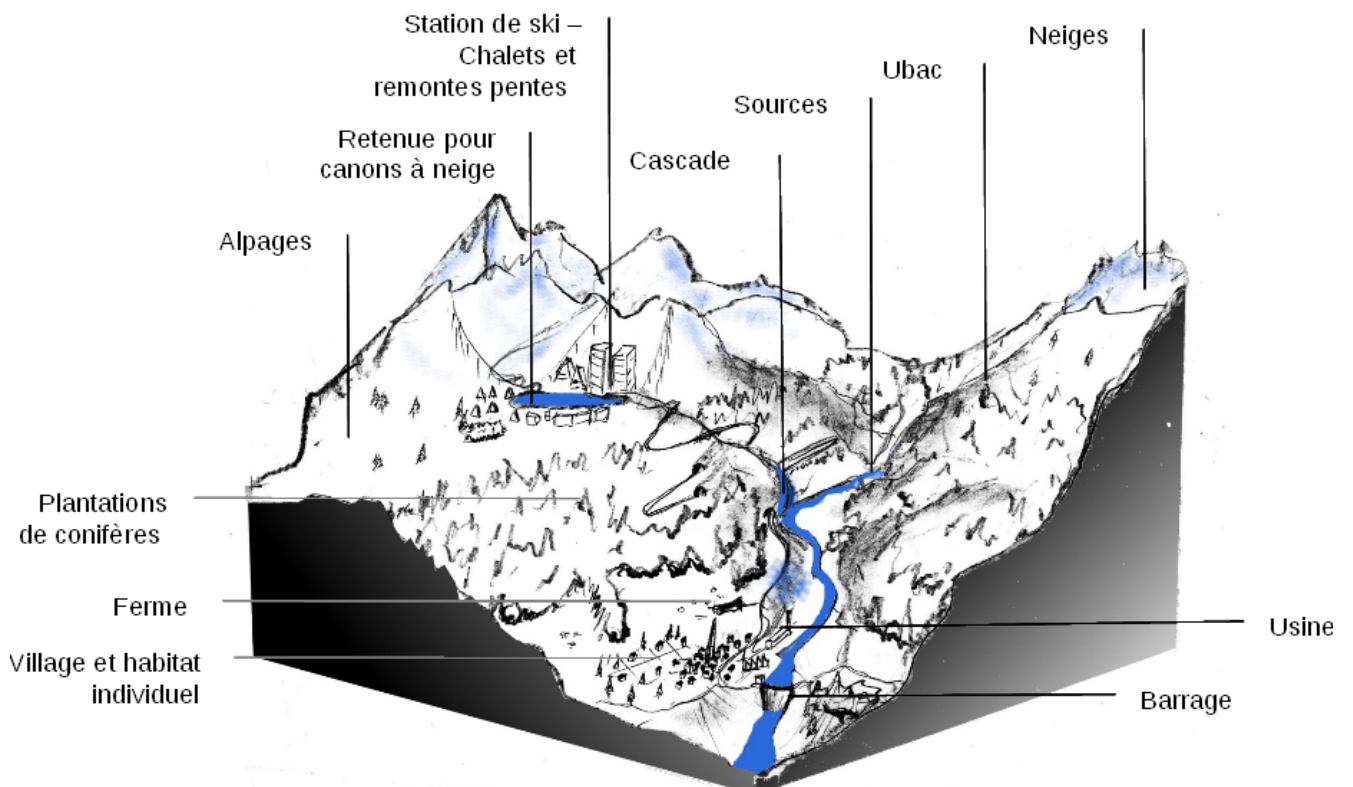 Station de ski –
Chalets et
remontes pentes
Neiges
Ubac
Sources
Retenue pour
canons à neige
Cascade
Alpages
Plantations
de conifères
Ferme
Usine
Village et habitat
individuel
Barrage